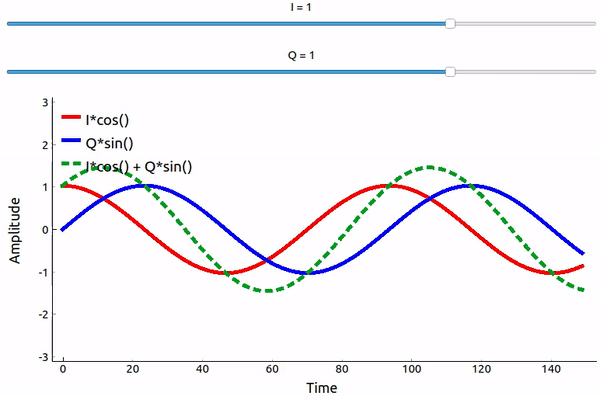 I = 1
Q = 1
I*cos()
Q*sin()
I*cos() + Q*sin()
Amplitude
3
2
1
0
-1
-2
-3
0 20 40 60 80 100 120 140
Time